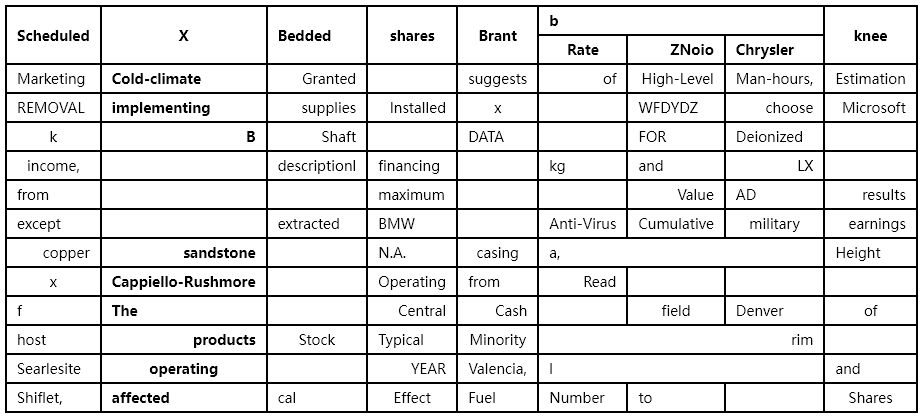 Scheduled X Bedded shares Brant b knee
Rate ZNoio Chrysler
Marketing Cold-climate Granted suggests of High-Level Man-hours, Estimation
REMOVAL implementing supplies Installed x WFDYDZ choose Microsoft
k B Shaft DATA FOR Deionized
income, descriptionl financing kg and LX
from maximum Value AD results
except extracted BMW Anti-Virus Cumulative military earnings
copper sandstone N.A. casing a, Height
x Cappiello-Rushmore Operating from Read
f The Central Cash field Denver of
host products Stock Typical Minority rim
Searlesite operating YEAR Valencia, l and
Shiflet, affected cal Effect Fuel Number to Shares